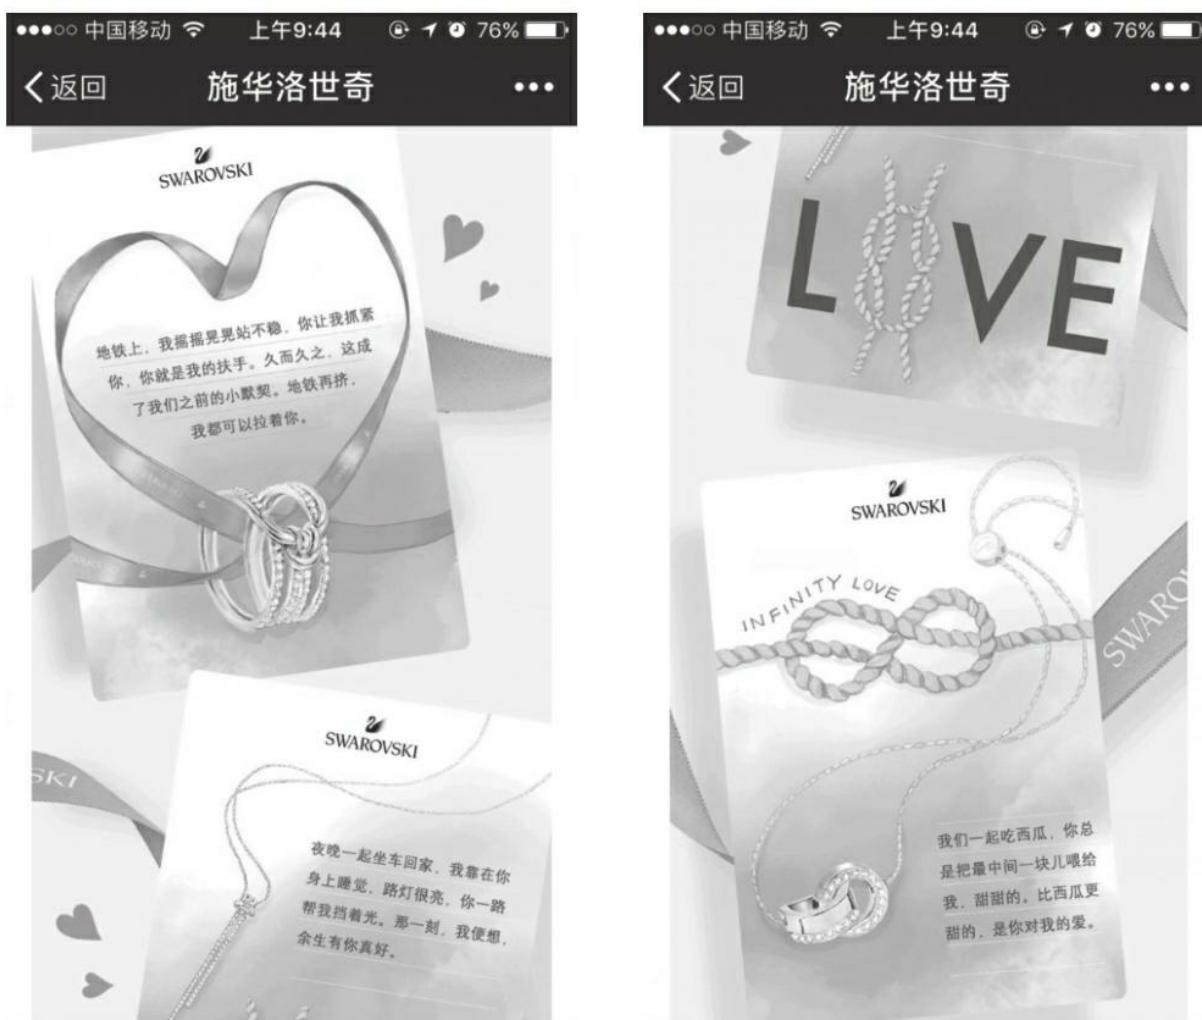 中国移动 上午9:44 76%
返回 施华洛世奇
SWAROVSKI
地铁上，我摇摇晃晃站不稳，你让我抓紧
你，你就是我的扶手。久而久之，这成
了我们之前的小默契。地铁再挤，
我都可以拉着你。
SWAROVSKI
SKI
夜晚一起坐车回家，我靠在你
身上睡觉，路灯很亮，你一路
帮我挡着光。那一刻，我便想，
余生有你真好。
中国移动 上午9:44 76%
返回 施华洛世奇
LOVE
SWAROVSKI
INFINITY LOVE
SWARO
我们一起吃西瓜，你总
是把最中间一块儿喂给
我，甜甜的。比西瓜更
甜的，是你对我的爱。